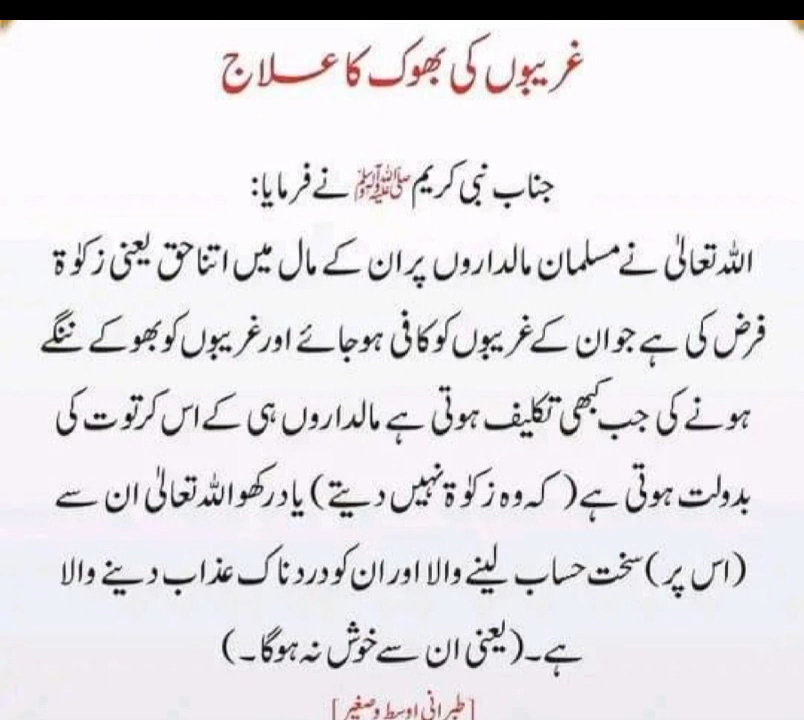 غریبوں کی بھوک کا علاج
جناب نبی کریم ﷺ نے فرمایا:
اللہ تعالیٰ نے مسلمان مالداروں پر ان کے مال میں اتنا حق یعنی زکوٰۃ
فرض کی ہے جو ان کے غریبوں کو کافی ہو جائے اور غریبوں کو بھوکے ننگے
ہونے کی جب کبھی تکلیف ہوتی ہے مالداروں ہی کے اس کرتوت کی
بدولت ہوتی ہے (کہ وہ زکوٰۃ نہیں دیتے) یاد رکھو اللہ تعالیٰ ان سے
(اس پر) سخت حساب لینے والا اور ان کو دردناک عذاب دینے والا
ہے۔ (یعنی ان سے خوش نہ ہوگا۔)
[طبرانی اوسط وصغیر]